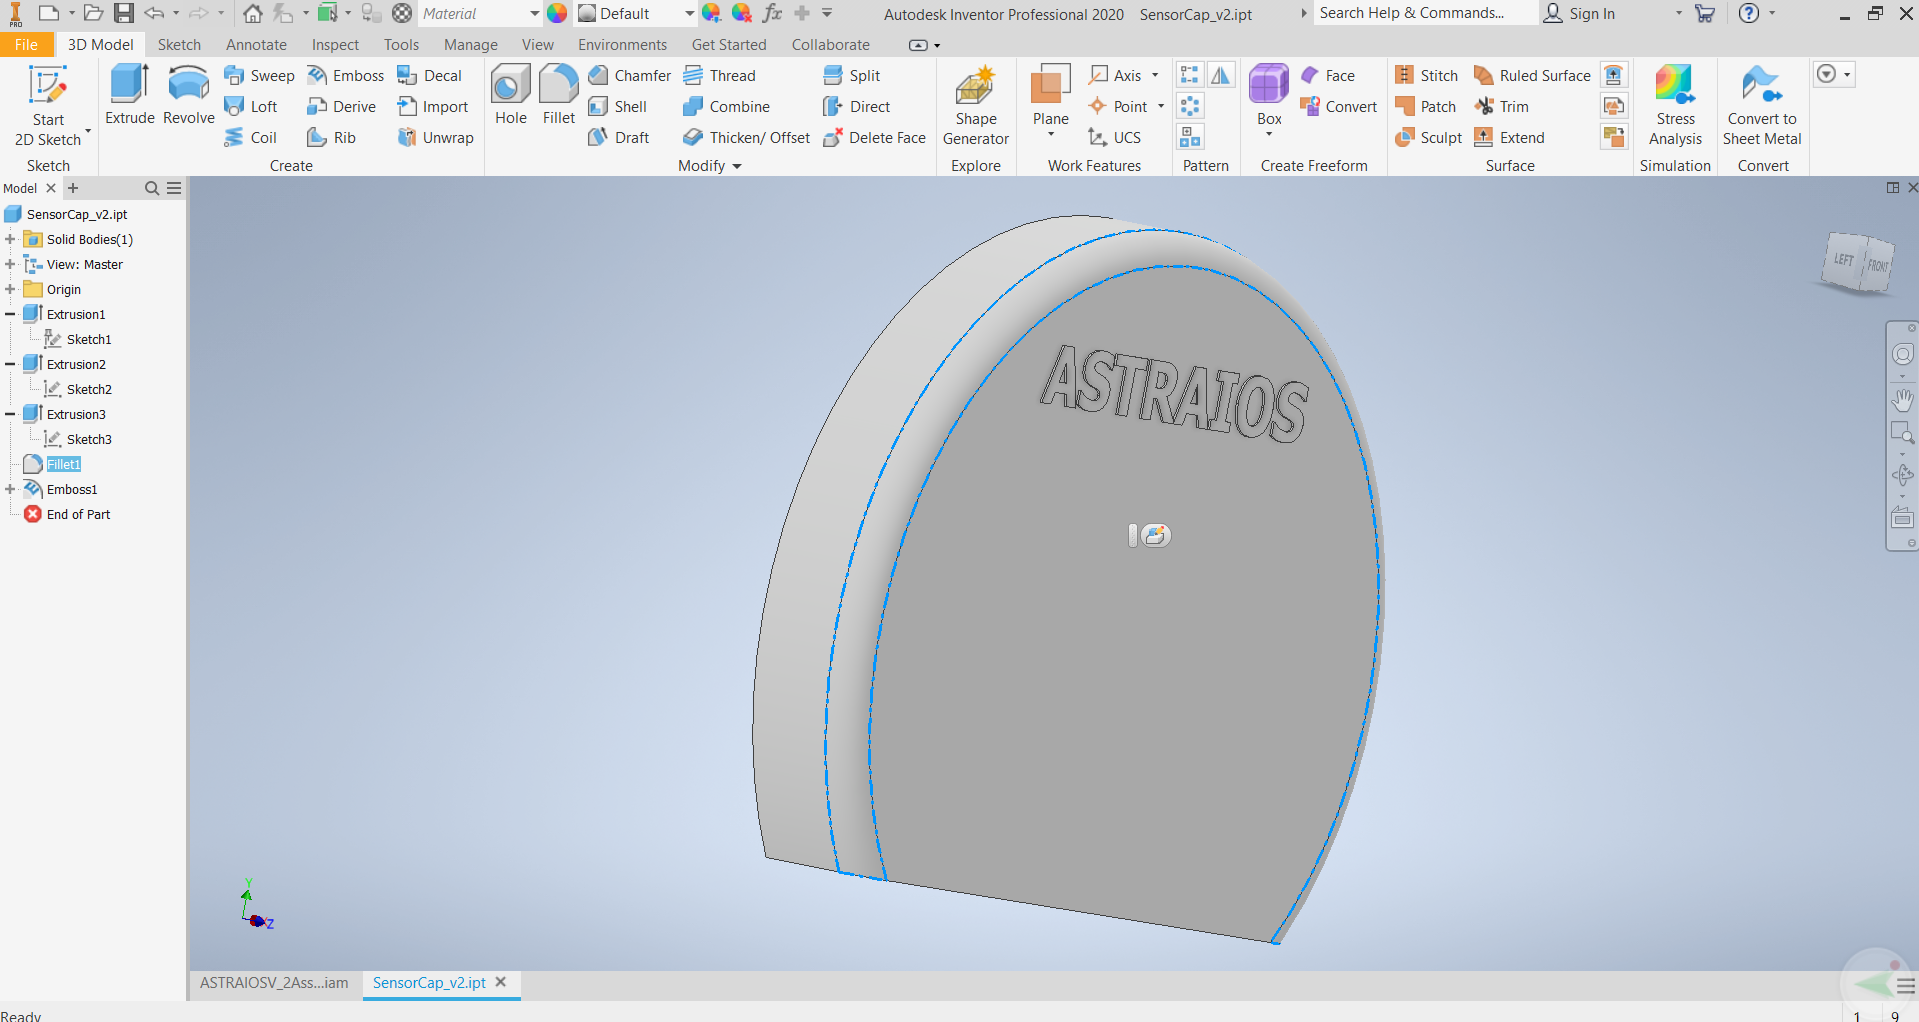 PRO
Material
Default
fx
Autodesk Inventor Professional 2020 SensorCap_v2.ipt
Search Help & Commands...
Sign In
File 3D Model Sketch Annotate Inspect Tools Manage View Environments Get Started Collaborate
Start
2D Sketch
Sketch
Extrude
Revolve
Sweep
Emboss
Decal
Loft
Derive
Import
Coil
Rib
Unwrap
Create
Hole
Fillet
Chamfer
Thread
Split
Shell
Combine
Direct
Draft
Thicken/ Offset
Delete Face
Modify
Shape
Generator
Explore
Plane
Axis
Point
UCS
Work Features
Pattern
Box
Face
Convert
Create Freeform
Stitch
Ruled Surface
Patch
Trim
Sculpt
Extend
Surface
Stress
Analysis
Simulation
Convert to
Sheet Metal
Convert
Model
SensorCap_v2.ipt
Solid Bodies(1)
View: Master
Origin
Extrusion1
Sketch1
Extrusion2
Sketch2
Extrusion3
Sketch3
Fillet1
Emboss1
End of Part
LEFT FRONT
ASTRAIOS
Y
Z
ASTRAIOSV_2Ass...iam SensorCap_v2.ipt
Ready
1 9